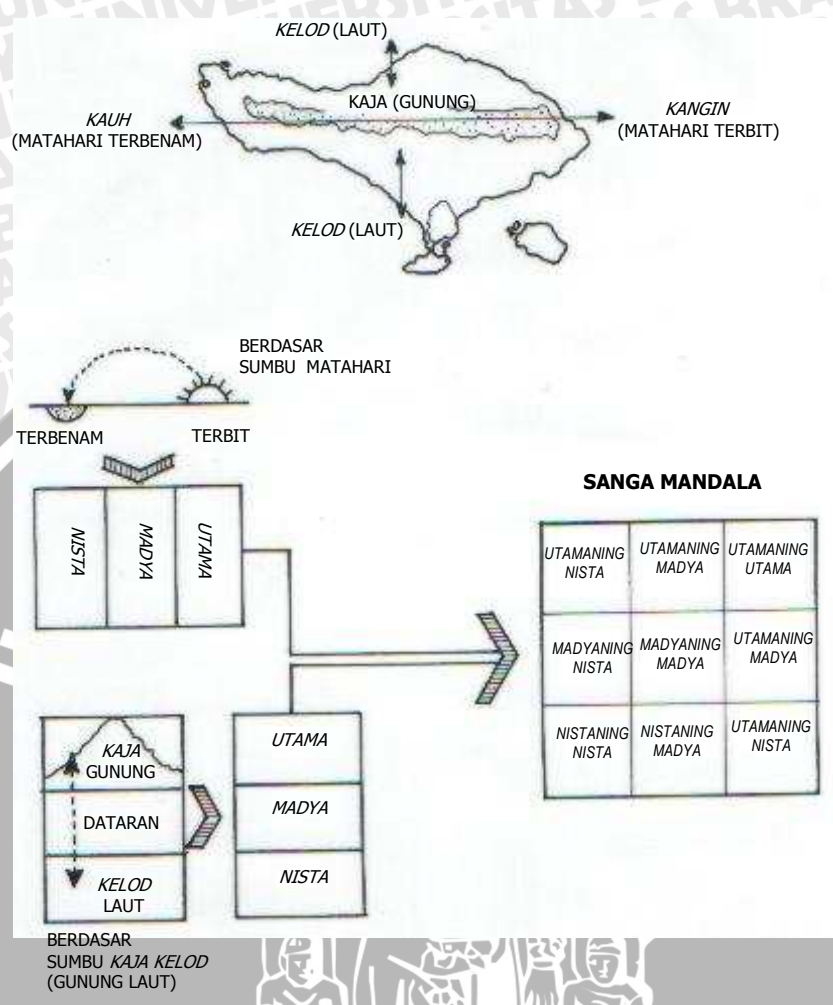 KELOD (LAUT)
KAJA (GUNUNG)
KAUH
(MATAHARI TERBENAM)
KANGIN
(MATAHARI TERBIT)
KELOD (LAUT)
BERDASAR
SUMBU MATAHARI
TERBENAM
TERBIT
NISTA
MADYA
UTAMA
SANGA MANDALA
UTAMANING
NISTA
UTAMANING
MADYA
UTAMANING
UTAMA
MADYANING
NISTA
MADYANING
MADYA
UTAMANING
MADYA
NISTANING
NISTA
NISTANING
MADYA
UTAMANING
NISTA
KAJA
GUNUNG
DATARAN
KELOD
LAUT
UTAMA
MADYA
NISTA
BERDASAR
SUMBU KAJA KELOD
(GUNUNG LAUT)